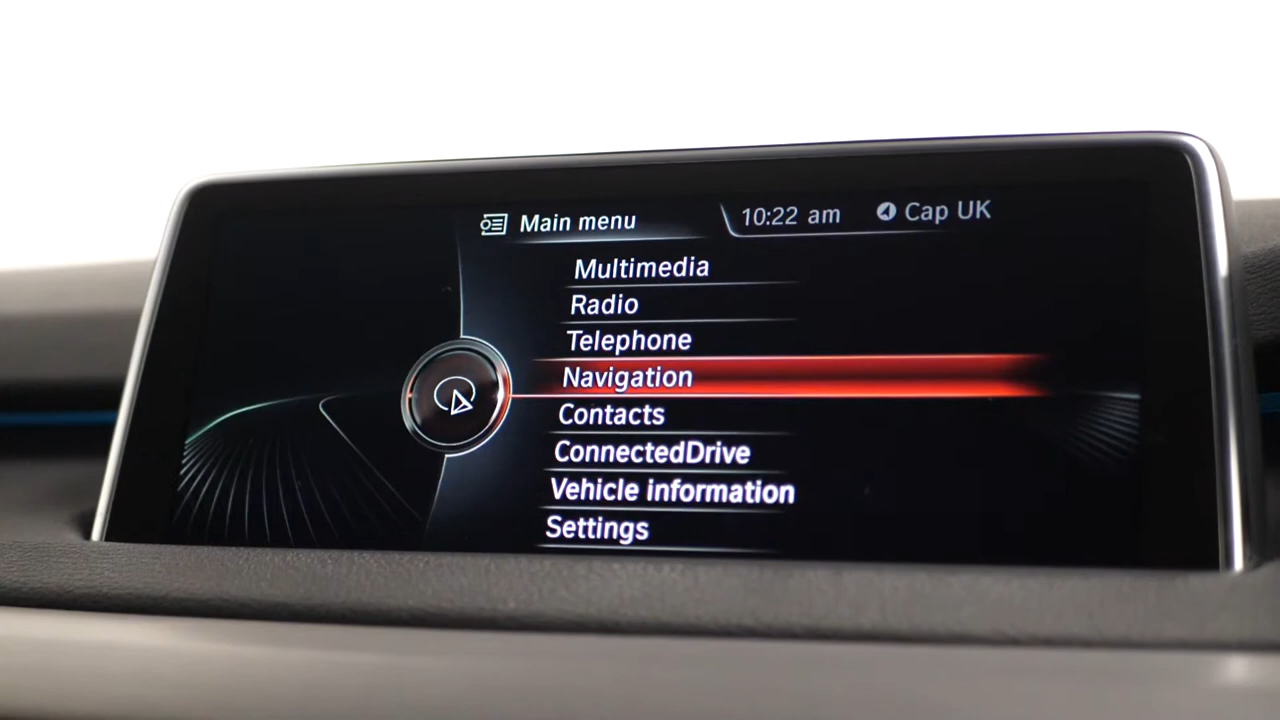 Main menu 10:22 am Cap UK
Multimedia
Radio
Telephone
Navigation
Contacts
ConnectedDrive
Vehicle information
Settings